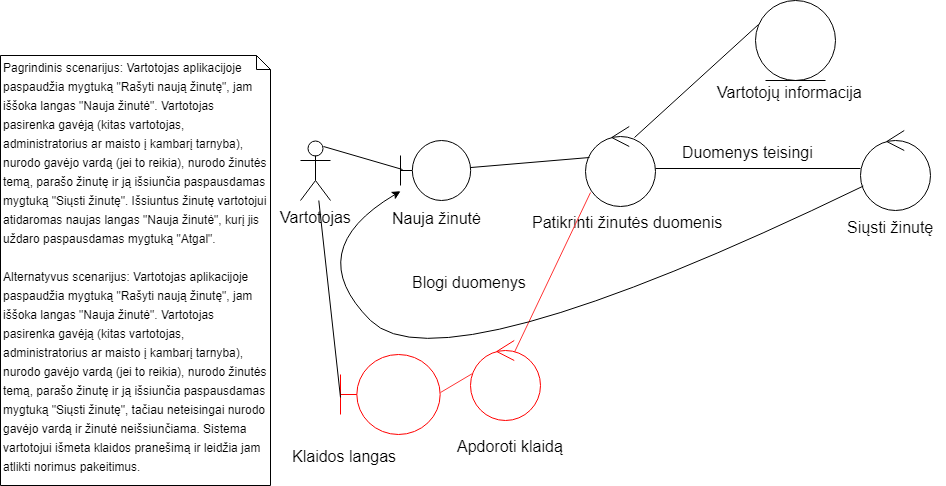 Pagrindinis scenarijus: Vartotojas aplikacijoje
paspaudžia mygtuką "Rašyti naują žinutę", jam
iššoka langas "Nauja žinutė". Vartotojas
pasirenka gavėją (kitas vartotojas,
administratorius ar maisto į kambarį tarnyba),
nurodo gavėjo vardą (jei to reikia), nurodo žinutės
temą, parašo žinutę ir ją išsiunčia paspausdamas
mygtuką "Siųsti žinutę". Išsiuntus žinutę vartotojui
atidaromas naujas langas "Nauja žinutė", kurį jis
uždaro paspausdamas mygtuką "Atgal".

Alternatyvus scenarijus: Vartotojas aplikacijoje
paspaudžia mygtuką "Rašyti naują žinutę", jam
iššoka langas "Nauja žinutė". Vartotojas
pasirenka gavėją (kitas vartotojas,
administratorius ar maisto į kambarį tarnyba),
nurodo gavėjo vardą (jei to reikia), nurodo žinutės
temą, parašo žinutę ir ją išsiunčia paspausdamas
mygtuką "Siųsti žinutę", tačiau neteisingai nurodo
gavėjo vardą ir žinutė neišsiunčiama. Sistema
vartotojui išmeta klaidos pranešimą ir leidžia jam
atlikti norimus pakeitimus.

Vartotojų informacija
Duomenys teisingi
Vartotojas
Nauja žinutė
Patikrinti žinutės duomenis
Siųsti žinutę
Blogi duomenys
Klaidos langas
Apdoroti klaidą